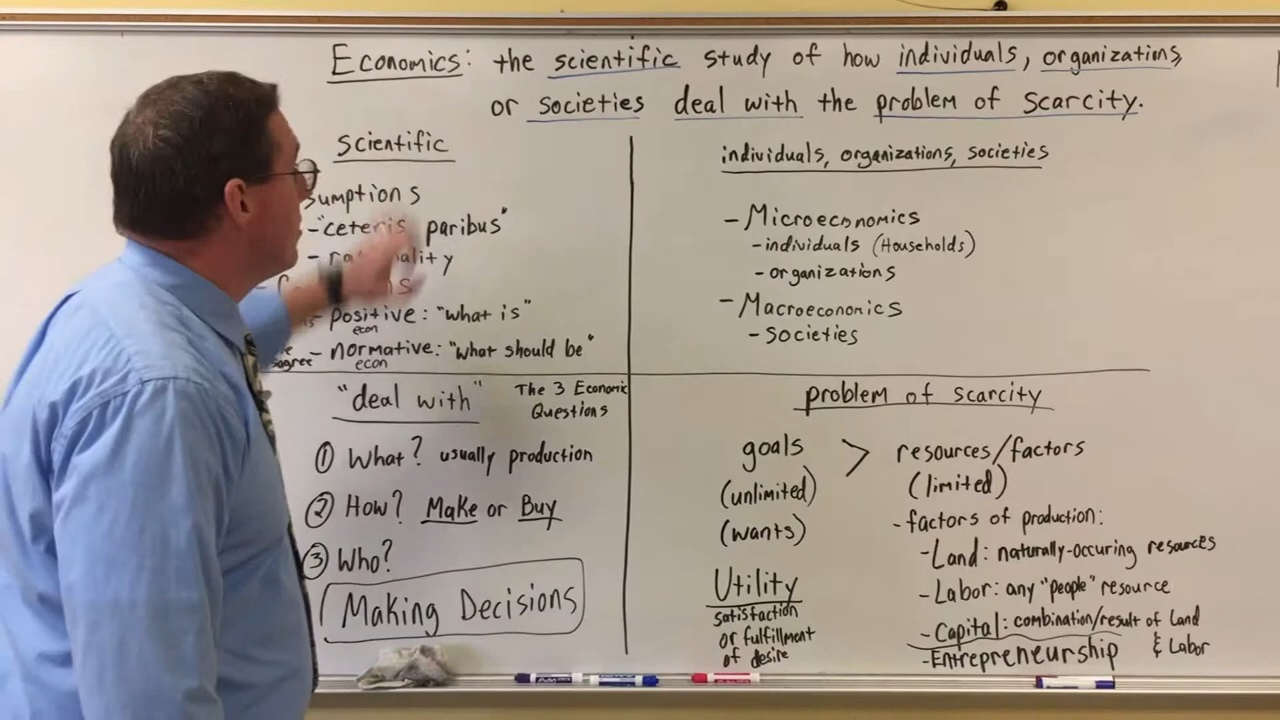 Economics: the scientific study of how individuals, organizations,
or societies deal with the problem of scarcity.
scientific
sumptions
-"ceteris paribus"
-
- positive: "what is"
econ
- normative: "what should be"
econ
individuals, organizations, societies
- Microeconomics
- individuals (Households)
- organizations
- Macroeconomics
- Societies
"deal with"
The 3 Economic
Questions
① What? usually production
② How? Make or Buy
③ Who?
Making Decisions
problem of scarcity
goals > resources/factors
(unlimited) (limited)
(wants)
- factors of production:
- Land: naturally-occuring resources
- Labor: any "people" resource
- Capital: combination/result of Land
& Labor
- Entrepreneurship
Utility
satisfaction
or fulfillment
of desire